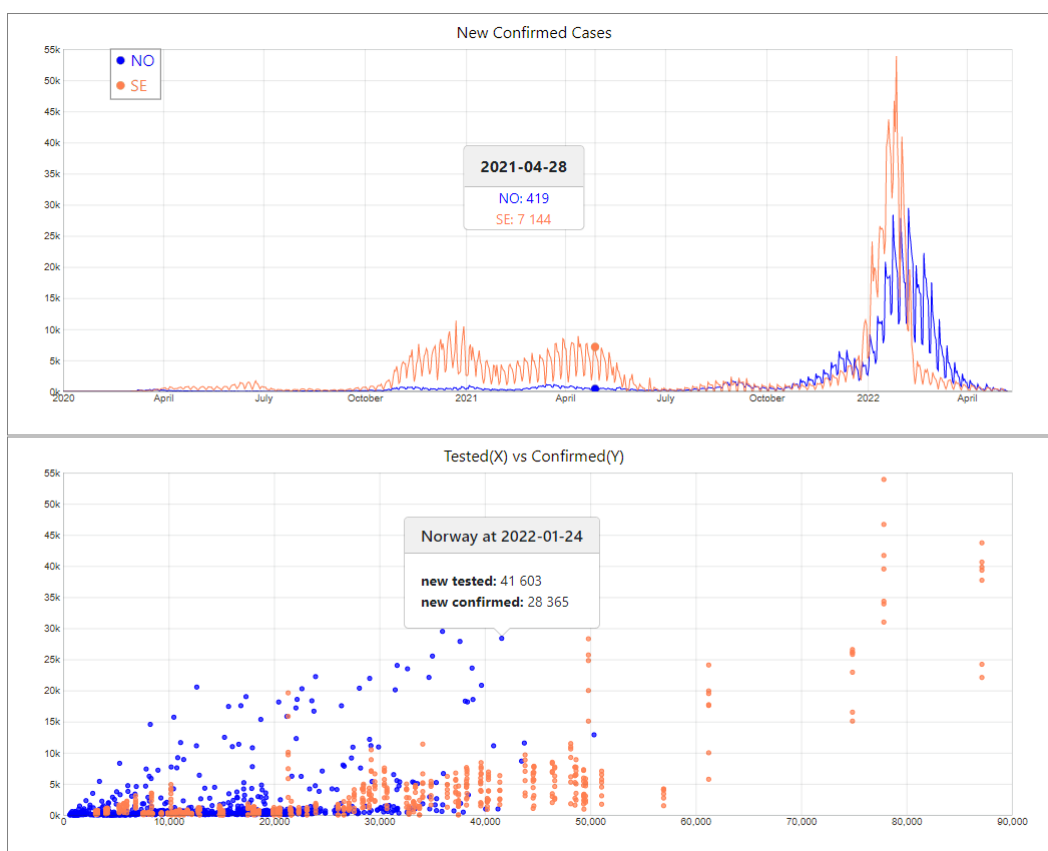 New Confirmed Cases
55k
50k
45k
40k
35k
30k
25k
20k
15k
10k
5k
0k
NO
SE
2021-04-28
NO: 419
SE: 7 144
2020 April July October 2021 April July October 2022 April
Tested(X) vs Confirmed(Y)
55k
50k
45k
40k
35k
30k
25k
20k
15k
10k
5k
0k
Norway at 2022-01-24
new tested: 41 603
new confirmed: 28 365
0 10,000 20,000 30,000 40,000 50,000 60,000 70,000 80,000 90,000